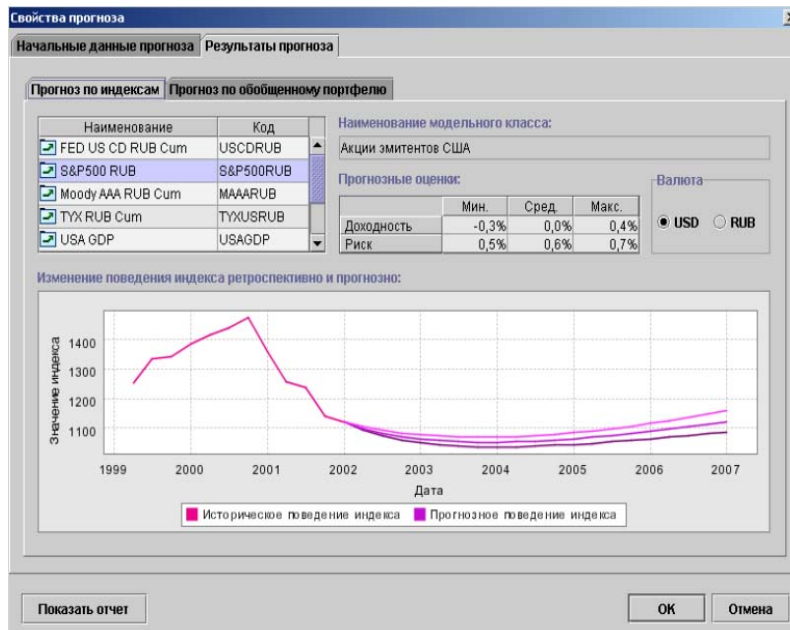 Свойства прогноза
Начальные данные прогноза Результаты прогноза
Прогноз по индексам Прогноз по обобщенному портфелю
Наименование Код
FED US CD RUB Cum USCDRUB
S&P500 RUB S&P500RUB
Moody AAA RUB Cum MAAARUB
TYX RUB Cum TYXUSRUB
USA GDP USAGDP
Наименование модельного класса:
Акции эмитентов США
Прогнозные оценки:
Мин. Сред. Макс.
Доходность -0,3% 0,0% 0,4%
Риск 0,5% 0,6% 0,7%
Валюта
USD RUB
Изменение поведения индекса ретроспективно и прогнозно:
Значение индекса
1400
1300
1200
1100
1999 2000 2001 2002 2003 2004 2005 2006 2007
Дата
Историческое поведение индекса Прогнозное поведение индекса
Показать отчет OK Отмена